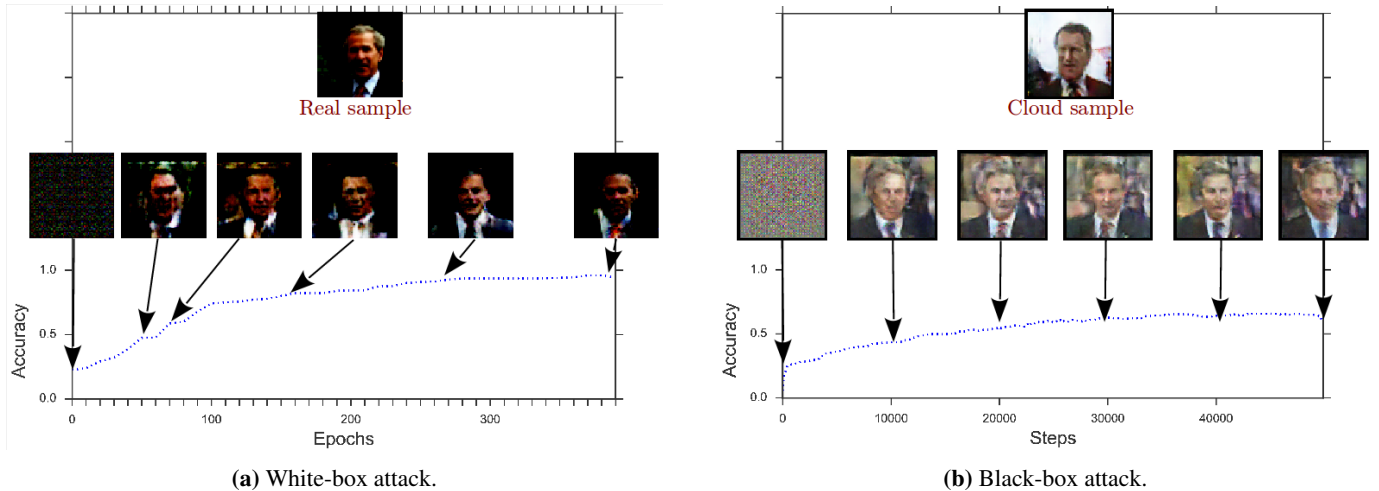 Real sample
1.0
0.5
0.0
Accuracy
0 100 200 300
Epochs
(a) White-box attack.
Cloud sample
1.0
0.5
0.0
Accuracy
0 10000 20000 30000 40000
Steps
(b) Black-box attack.